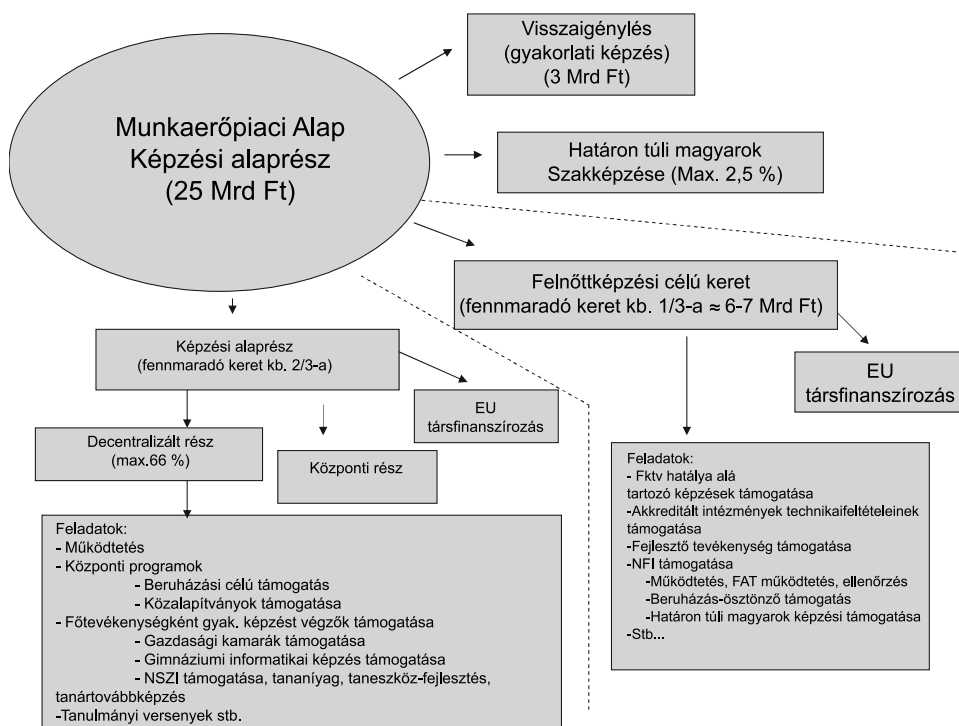 Munkaerőpiaci Alap
Képzési alaprész
(25 Mrd Ft)
Visszaigénylés
(gyakorlati képzés)
(3 Mrd Ft)
Határon túli magyarok
Szakképzése (Max. 2,5 %)
Felnőttképzési célú keret
(fennmaradó keret kb. 1/3-a ≈ 6-7 Mrd Ft)
EU
társfinanszírozás
Képzési alaprész
(fennmaradó keret kb. 2/3-a)
EU
társfinanszírozás
Decentralizált rész
(max.66 %)
Központi rész
Feladatok:
- Működtetés
- Központi programok
- Beruházási célú támogatás
- Közalapítványok támogatása
- Főtevékenységként gyak. képzést végzők támogatása
- Gazdasági kamarák támogatása
- Gimnáziumi informatikai képzés támogatása
- NSZI támogatása, tananíyag, taneszköz-fejlesztés,
tanártovábbképzés
-Tanulmányi versenyek stb.
Feladatok:
- Fktv hatálya alá
tartozó képzések támogatása
-Akkreditált intézmények technikaifeltételeinek
támogatása
-Fejlesztő tevékenység támogatása
-NFI támogatása
-Működtetés, FAT működtetés, ellenőrzés
-Beruházás-ösztönző támogatás
-Határon túli magyarok képzési támogatása
-Stb...